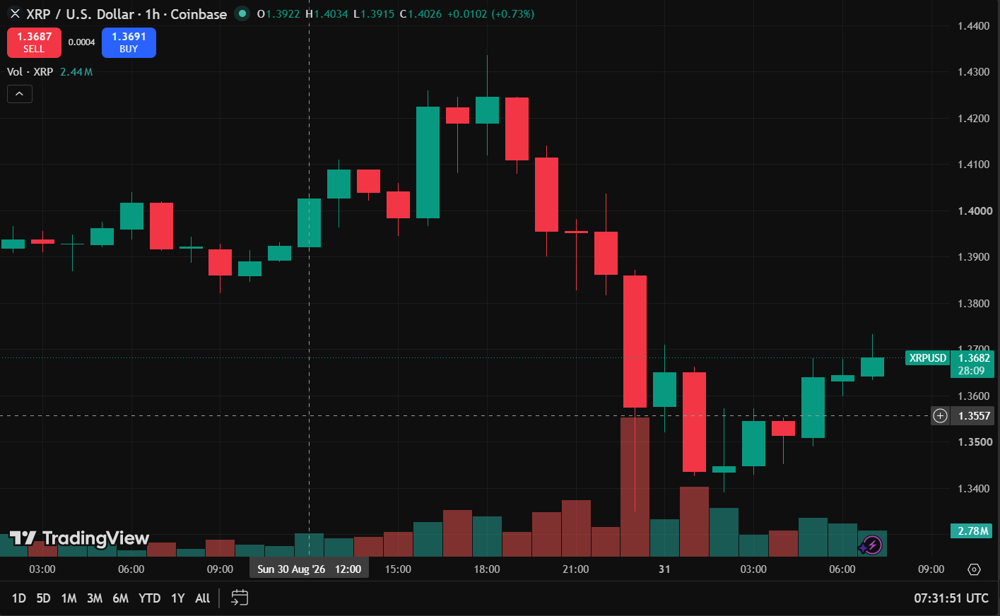 XRP / U.S. Dollar · 1h · Coinbase O1.3922 H1.4034 L1.3915 C1.4026 +0.0102 (+0.73%)
1.3687 SELL 0.0004 1.3691 BUY
Vol · XRP 2.44 M
1.4400
1.4300
1.4200
1.4100
1.4000
1.3900
1.3800
1.3700
XRPUSD 1.3682
28:09
1.3600
1.3557
1.3500
1.3400
2.78 M
TradingView
03:00 06:00 09:00 Sun 30 Aug '26 12:00 15:00 18:00 21:00 31 03:00 06:00 09:00
1D 5D 1M 3M 6M YTD 1Y All 07:31:51 UTC